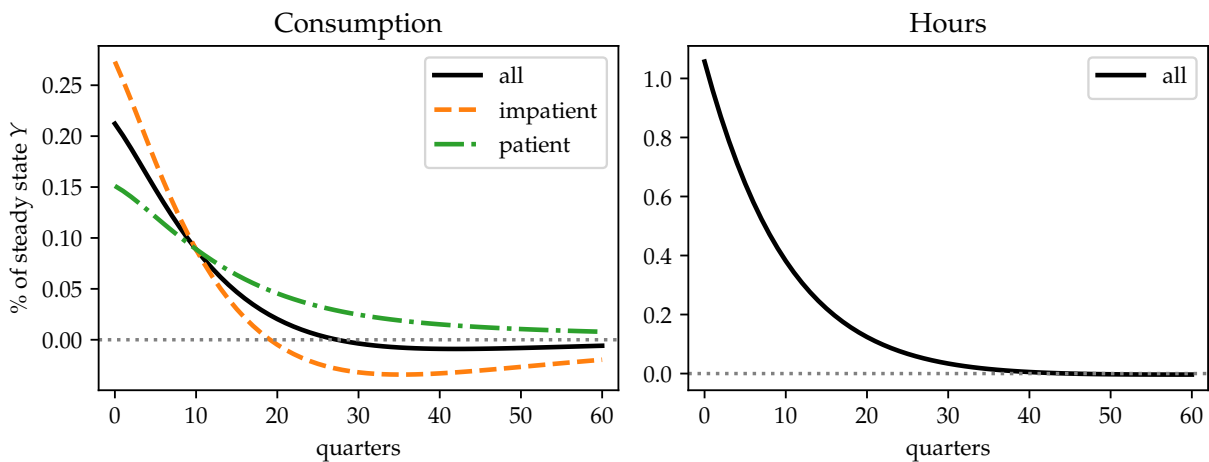 Consumption
% of steady state Y
0.25
0.20
0.15
0.10
0.05
0.00
0 10 20 30 40 50 60
quarters
all
impatient
patient
Hours
1.0
0.8
0.6
0.4
0.2
0.0
0 10 20 30 40 50 60
quarters
all